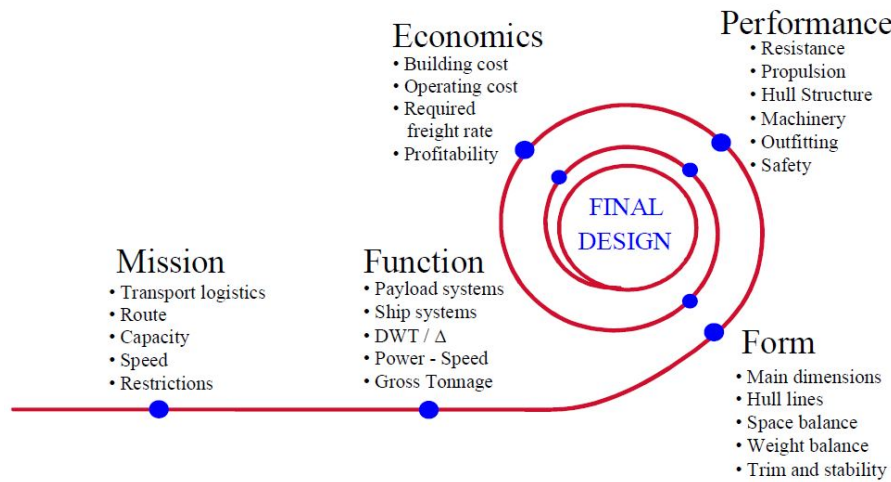 Mission
• Transport logistics
• Route
• Capacity
• Speed
• Restrictions
Function
• Payload systems
• Ship systems
• DWT / Δ
• Power - Speed
• Gross Tonnage
Form
• Main dimensions
• Hull lines
• Space balance
• Weight balance
• Trim and stability
Performance
• Resistance
• Propulsion
• Hull Structure
• Machinery
• Outfitting
• Safety
Economics
• Building cost
• Operating cost
• Required
freight rate
• Profitability
FINAL
DESIGN